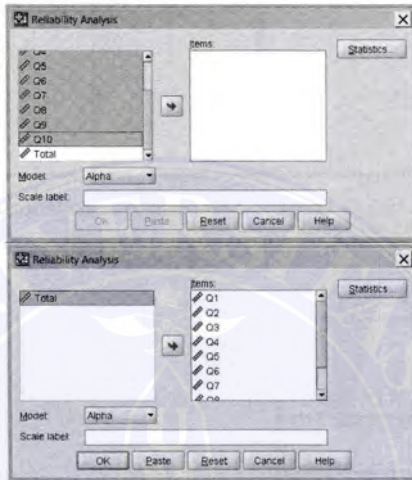 Reliability Analysis
Items:
Statistics...
Q4
Q5
Q6
Q7
Q8
Q9
Q10
Total
Model: Alpha
Scale label:
OK Paste Reset Cancel Help
Reliability Analysis
Items:
Statistics...
Total
Q1
Q2
Q3
Q4
Q5
Q6
Q7
Q8
Model: Alpha
Scale label:
OK Paste Reset Cancel Help